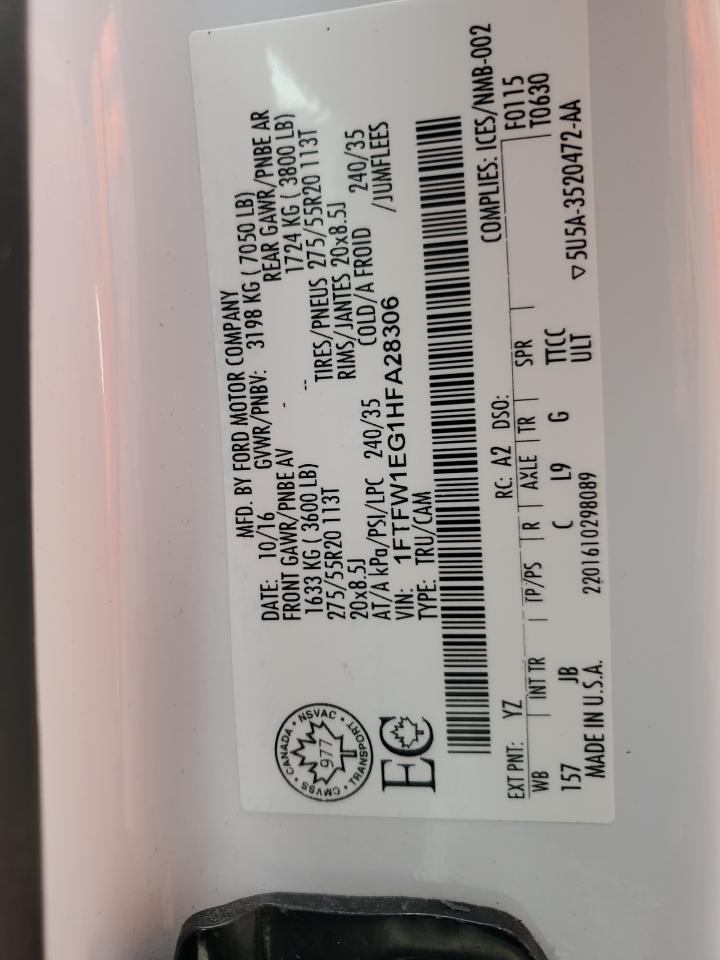 MFD. BY FORD MOTOR COMPANY
DATE: 10/16 GVWR/PNBV: 3198 KG ( 7050 LB)
FRONT GAWR/PNBE AV REAR GAWR/PNBE AR
1633 KG ( 3600 LB) - -- 1724 KG ( 3800 LB)
275/55R20 113T TIRES/PNEUS 275/55R20 113T
20x8.5J RIMS/JANTES 20x8.5J
AT/A kPa/PSI/LPC 240/35 COLD/A FROID 240/35
VIN: 1FTFW1EG1HFA28306 /JUMFLEES
TYPE: TRU/CAM
CANADA • NSVAC • TRANSPORT • CMVSS •
977
EC
COMPLIES: ICES/NMB-002
EXT PNT: YZ RC: A2 DSO: F0115
WB INT TR TP/PS R AXLE TR SPR T0630
157 JB C L9 G TTCC
MADE IN U.S.A. 2201610298089 ULT
▽5U5A-3520472-AA